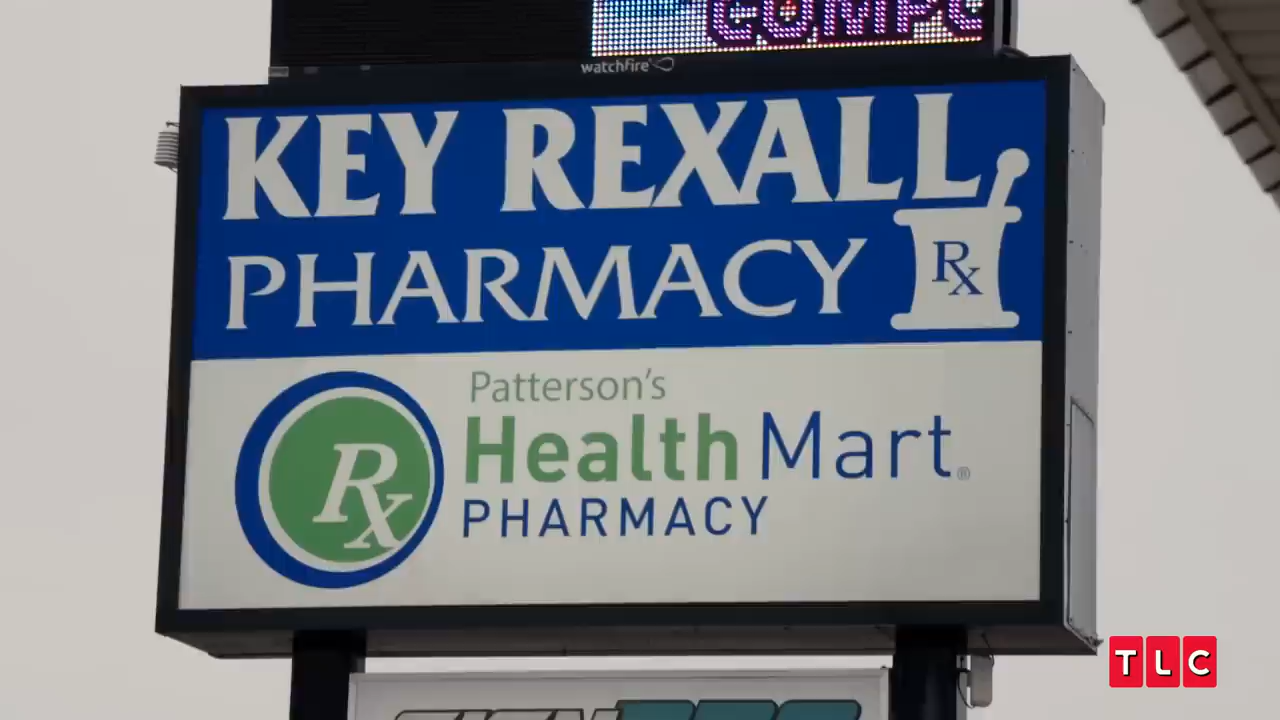 watchfire
KEY REXALL
PHARMACY
Rx
Patterson's
Health Mart®
PHARMACY
Rx
TLC